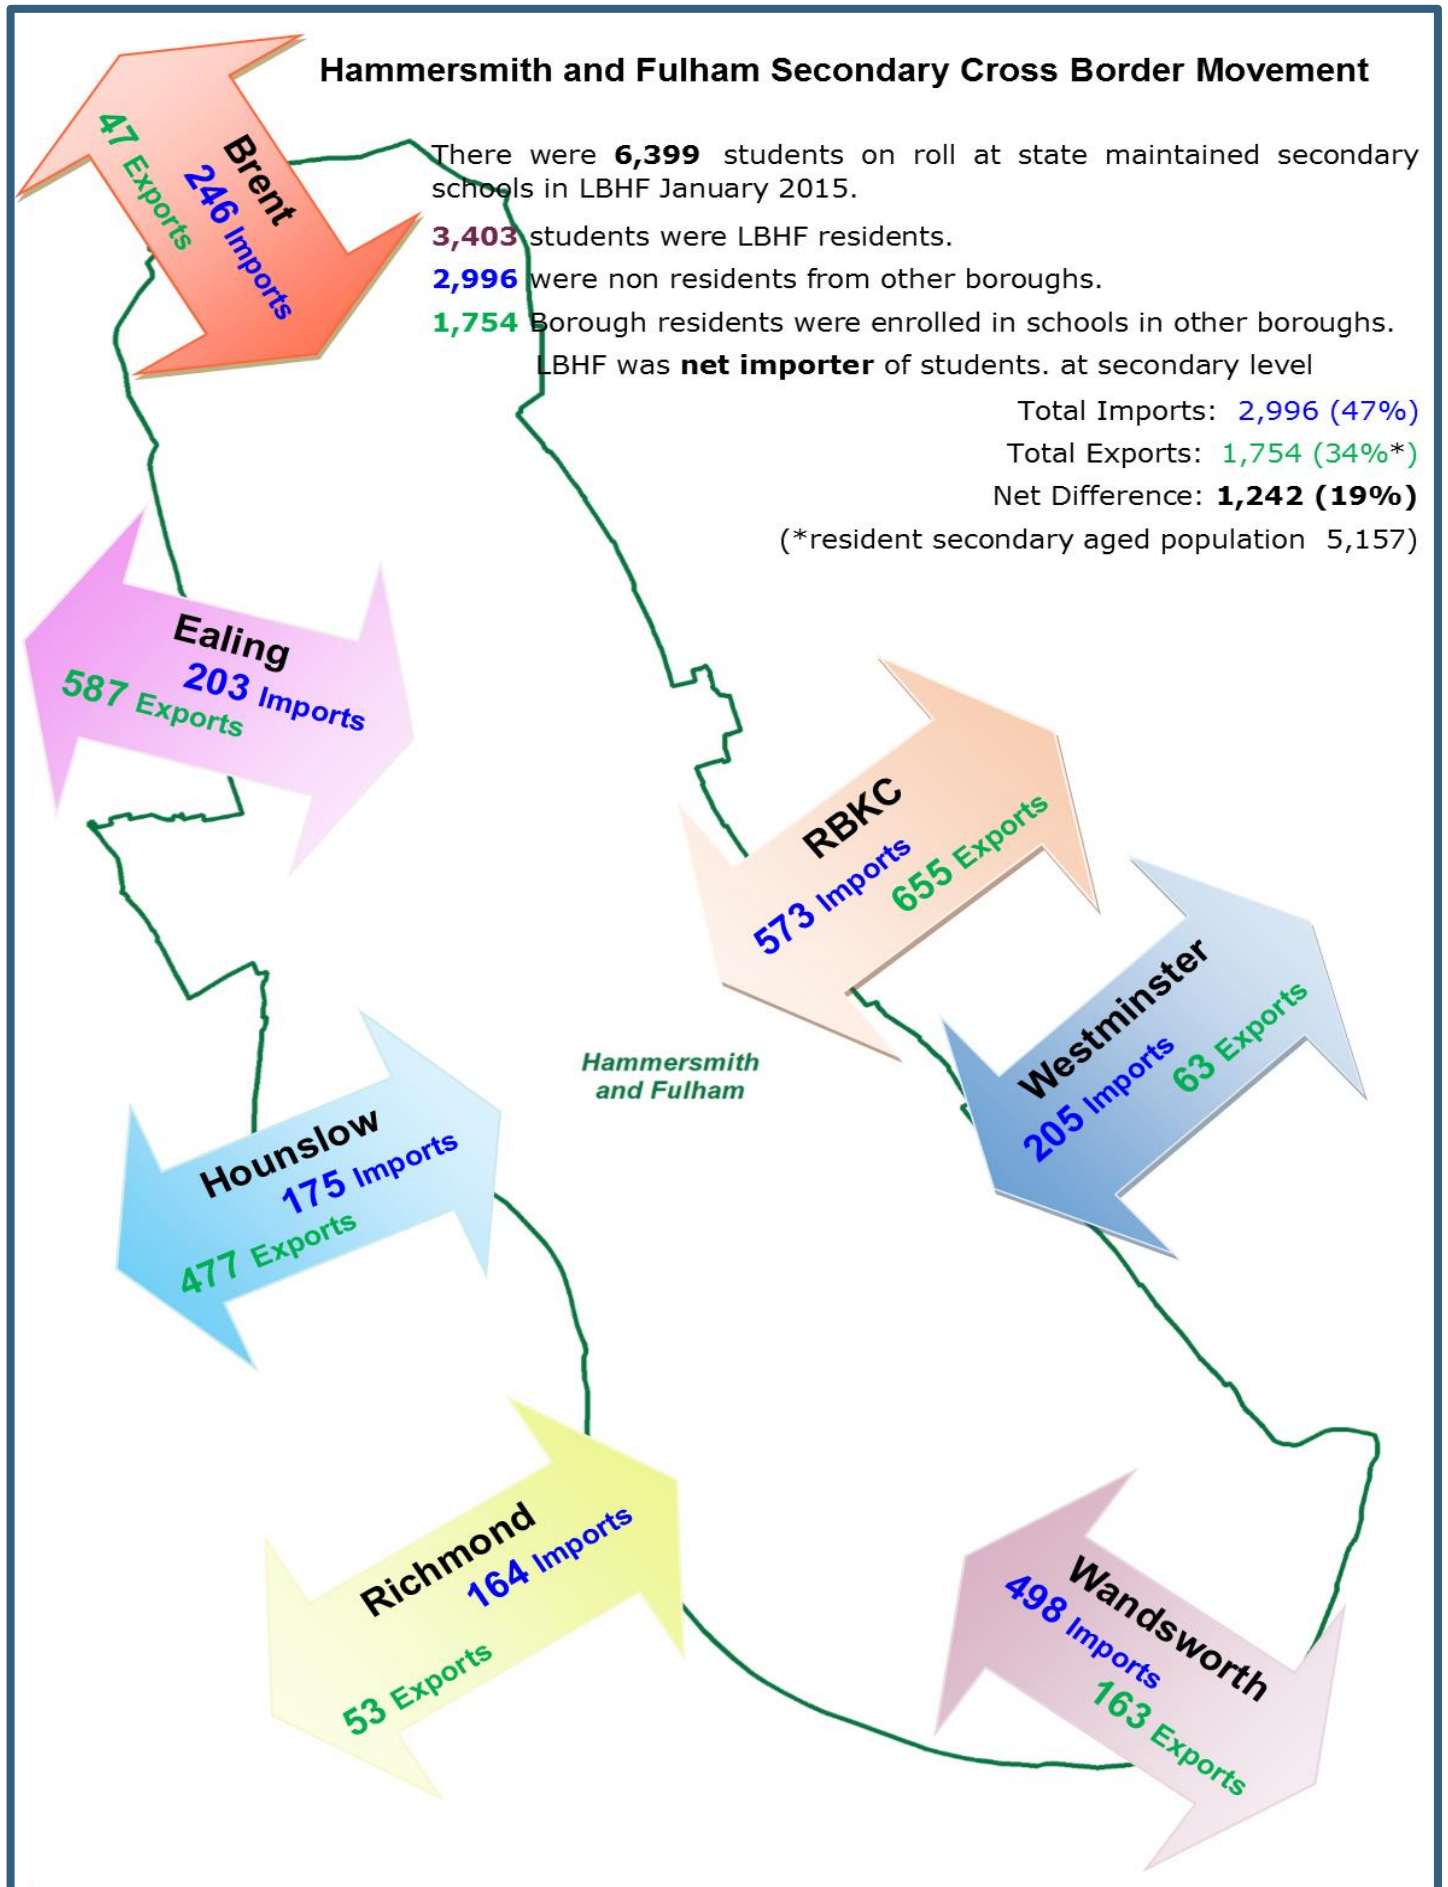 Hammersmith and Fulham Secondary Cross Border Movement
There were 6,399 students on roll at state maintained secondary
schools in LBHF January 2015.
3,403 students were LBHF residents.
2,996 were non residents from other boroughs.
1,754 Borough residents were enrolled in schools in other boroughs.
LBHF was net importer of students. at secondary level
Total Imports: 2,996 (47%)
Total Exports: 1,754 (34%*)
Net Difference: 1,242 (19%)
(*resident secondary aged population 5,157)
Brent
246 Imports
47 Exports
Ealing
203 Imports
587 Exports
RBKC
573 Imports
655 Exports
Westminster
205 Imports
63 Exports
Hammersmith
and Fulham
Hounslow
175 Imports
477 Exports
Richmond
164 Imports
53 Exports
Wandsworth
498 Imports
163 Exports